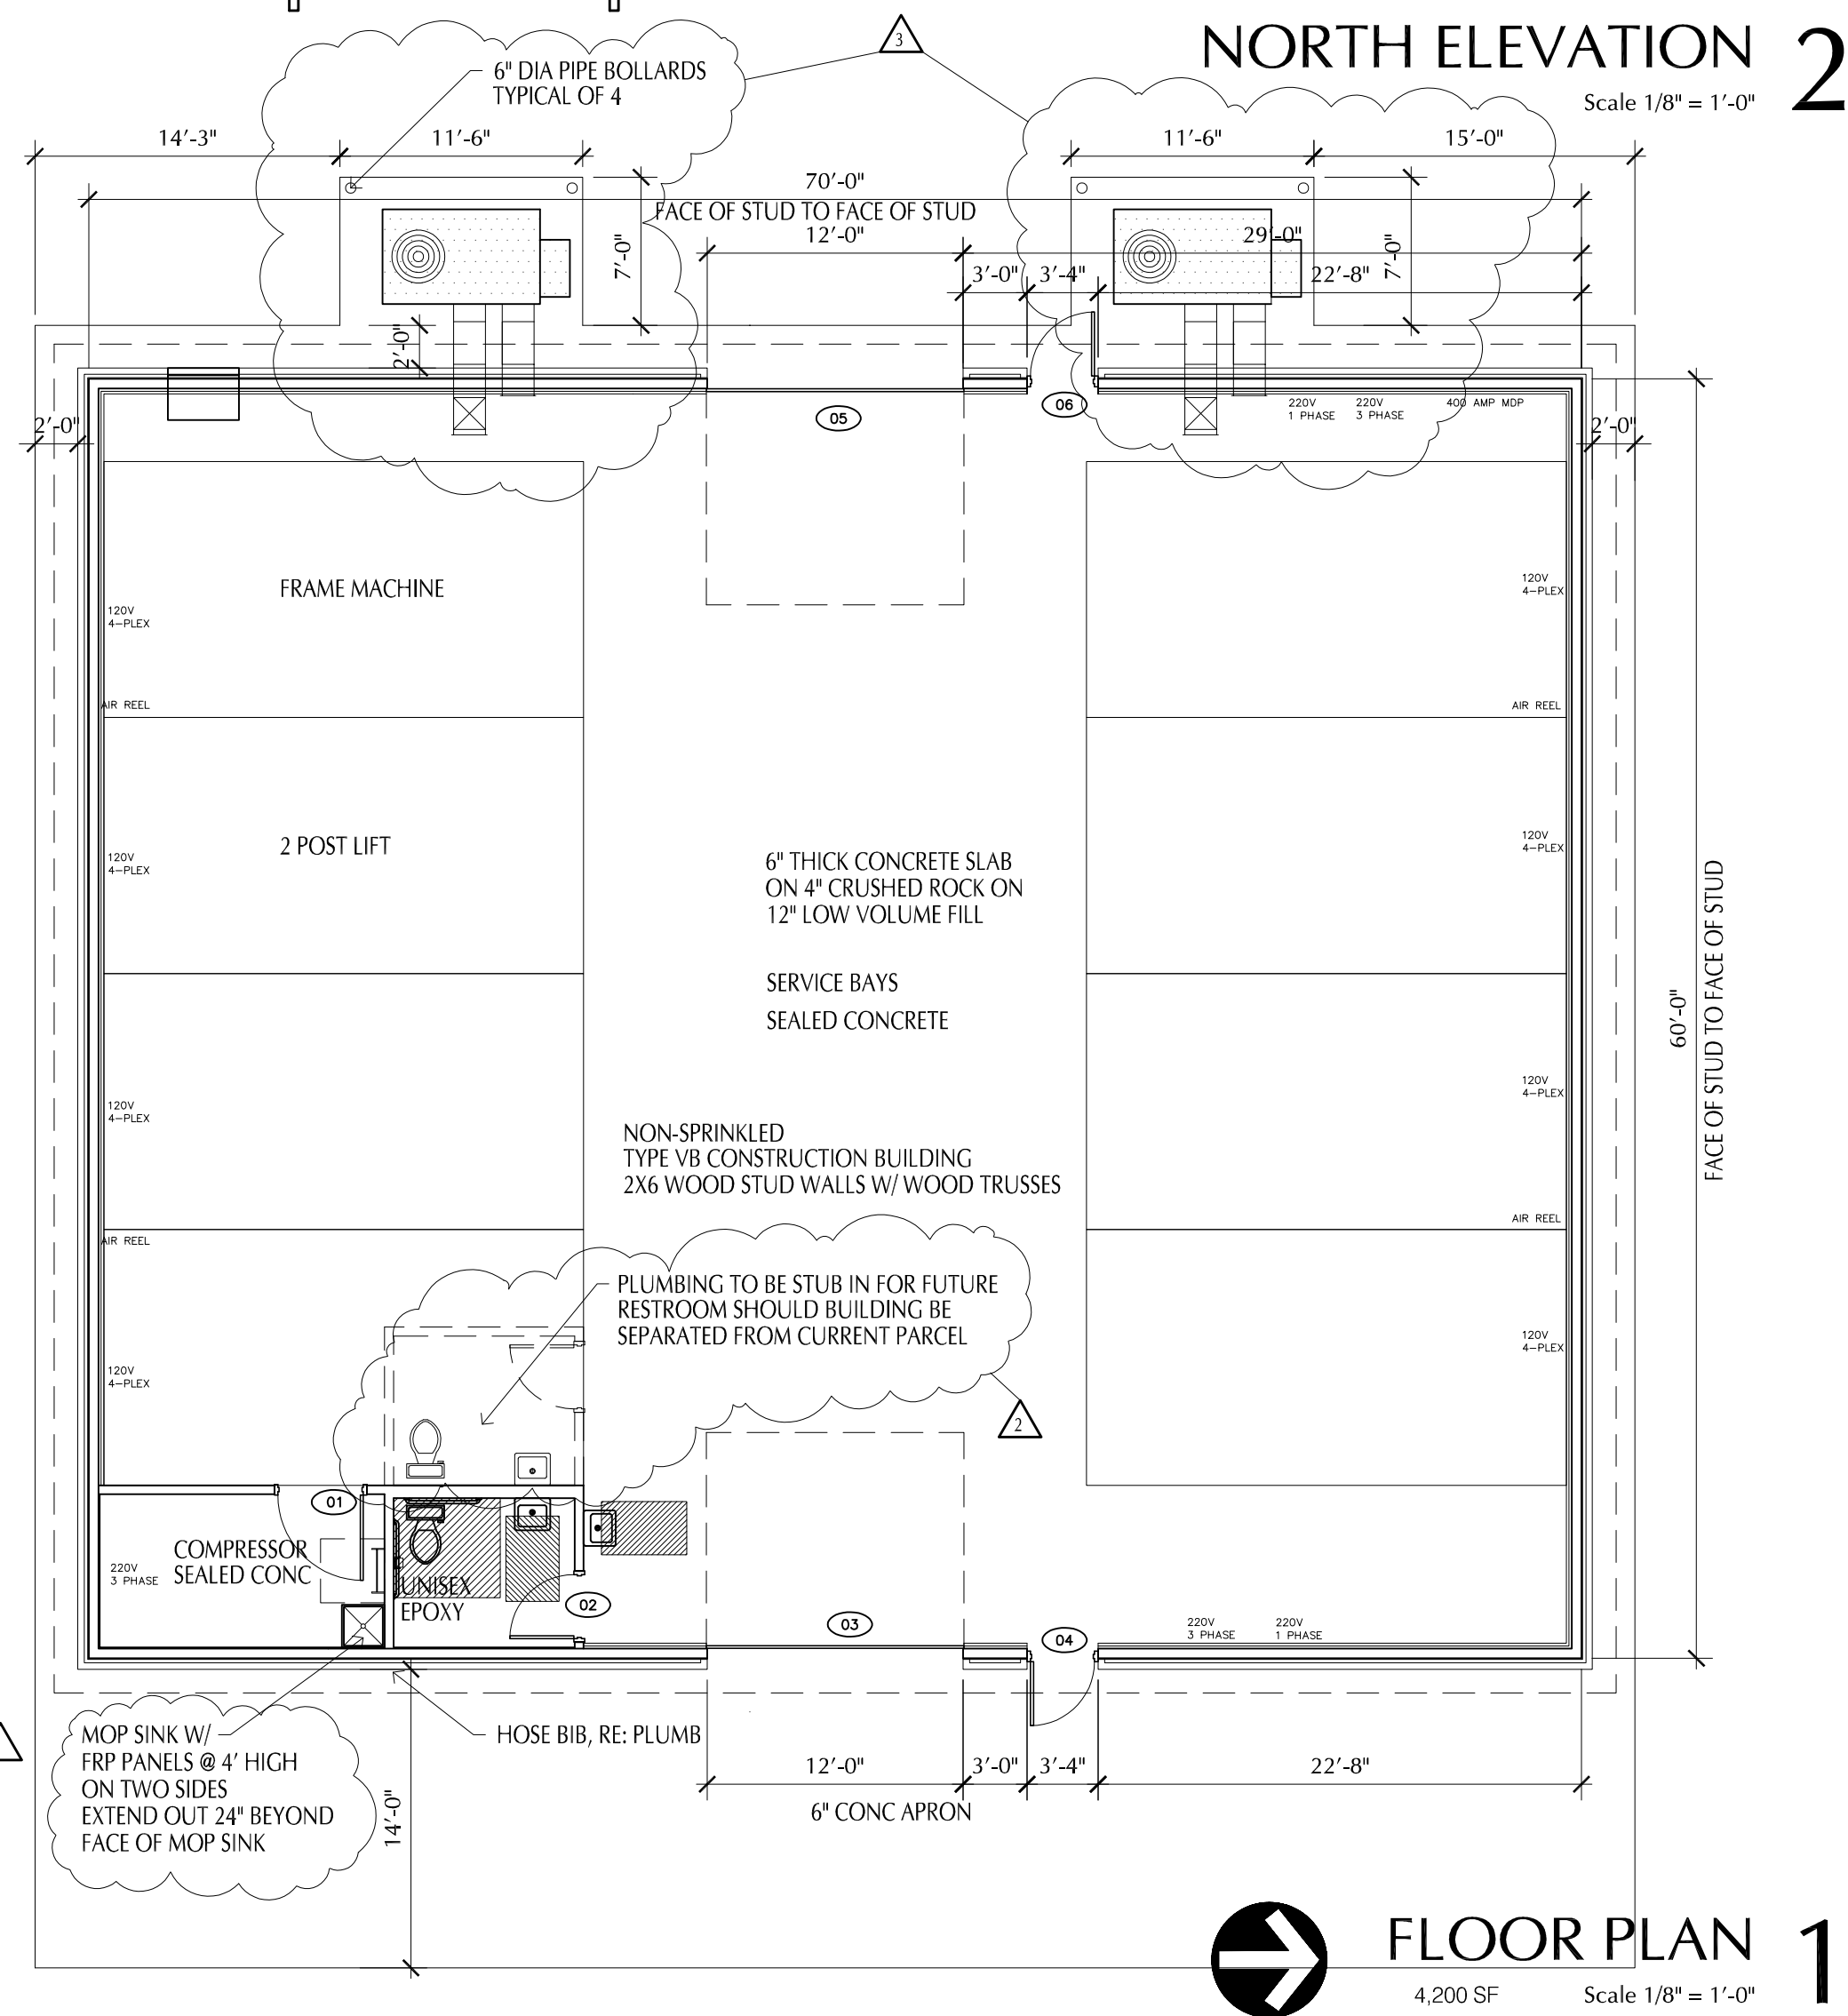 3
NORTH ELEVATION 2
Scale 1/8" = 1'-0"
6" DIA PIPE BOLLARDS
TYPICAL OF 4
14'-3"
11'-6"
11'-6"
15'-0"
70'-0"
FACE OF STUD TO FACE OF STUD
12'-0"
29'-0"
7'-0"
7'-0"
3'-0"
3'-4"
22'-8"
2'-0"
2'-0"
2'-0"
05
06
220V
1 PHASE
220V
3 PHASE
400 AMP MDP
FRAME MACHINE
120V
4-PLEX
120V
4-PLEX
AIR REEL
AIR REEL
2 POST LIFT
120V
4-PLEX
120V
4-PLEX
6" THICK CONCRETE SLAB
ON 4" CRUSHED ROCK ON
12" LOW VOLUME FILL
SERVICE BAYS
SEALED CONCRETE
60'-0"
FACE OF STUD TO FACE OF STUD
120V
4-PLEX
120V
4-PLEX
NON-SPRINKLED
TYPE VB CONSTRUCTION BUILDING
2X6 WOOD STUD WALLS W/ WOOD TRUSSES
AIR REEL
AIR REEL
PLUMBING TO BE STUB IN FOR FUTURE
RESTROOM SHOULD BUILDING BE
SEPARATED FROM CURRENT PARCEL
120V
4-PLEX
120V
4-PLEX
2
01
COMPRESSOR
SEALED CONC
220V
3 PHASE
UNISEX
EPOXY
02
03
04
220V
3 PHASE
220V
1 PHASE
MOP SINK W/
FRP PANELS @ 4' HIGH
ON TWO SIDES
EXTEND OUT 24" BEYOND
FACE OF MOP SINK
HOSE BIB, RE: PLUMB
14'-0"
12'-0"
3'-0"
3'-4"
22'-8"
6" CONC APRON
FLOOR PLAN 1
4,200 SF
Scale 1/8" = 1'-0"